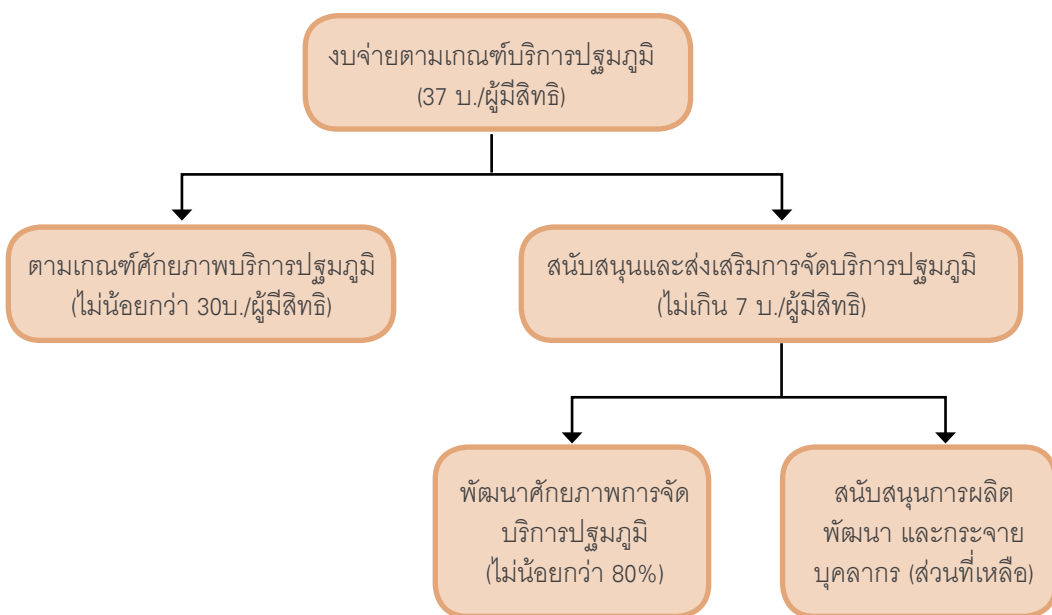 งบจ่ายตามเกณฑ์บริการปฐมภูมิ
(37 บ./ผู้มีสิทธิ)
ตามเกณฑ์ศักยภาพบริการปฐมภูมิ
(ไม่น้อยกว่า 30บ./ผู้มีสิทธิ)
สนับสนุนและส่งเสริมการจัดบริการปฐมภูมิ
(ไม่เกิน 7 บ./ผู้มีสิทธิ)
พัฒนาศักยภาพการจัด
บริการปฐมภูมิ
(ไม่น้อยกว่า 80%)
สนับสนุนการผลิต
พัฒนา และกระจาย
บุคลากร (ส่วนที่เหลือ)